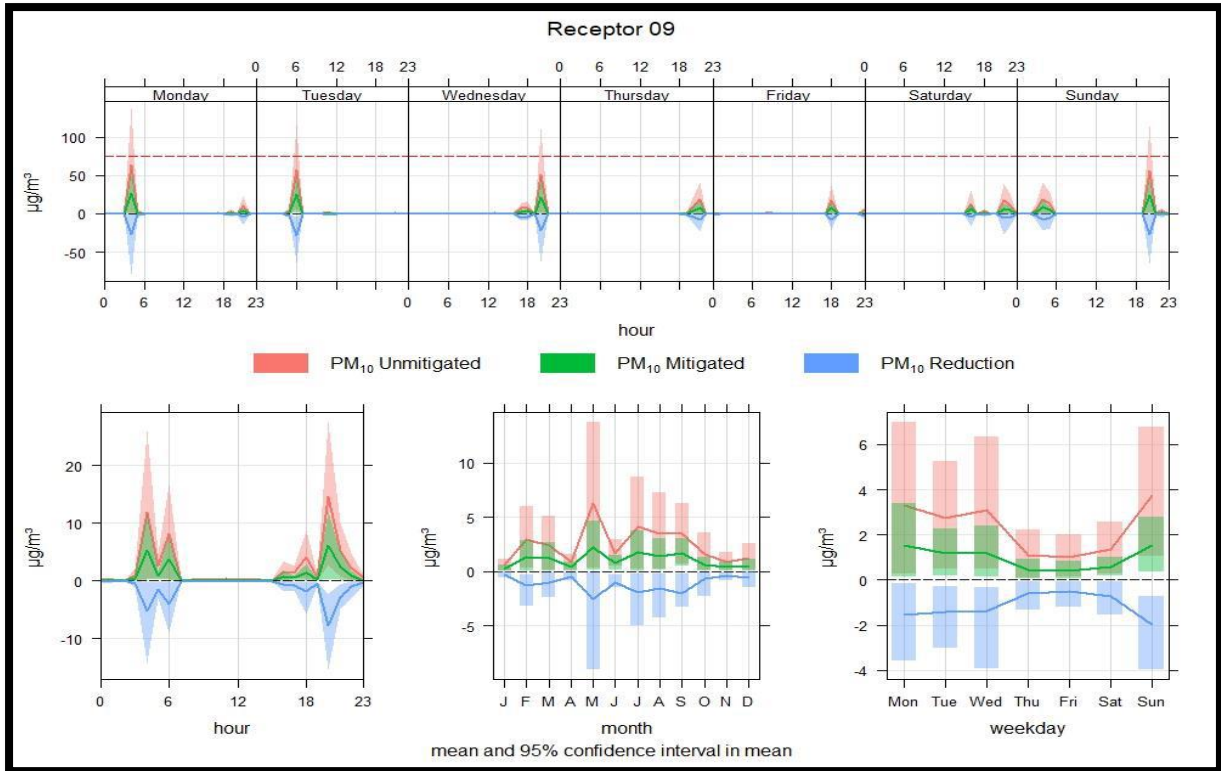 Receptor 09
0 6 12 18 23 0 6 12 18 23 0 6 12 18 23
Monday Tuesday Wednesday Thursday Friday Saturday Sunday
µg/m³
100
50
0
-50
0 6 12 18 23 0 6 12 18 23 0 6 12 18 23 0 6 12 18 23
hour
PM₁₀ Unmitigated PM₁₀ Mitigated PM₁₀ Reduction
µg/m³
20
10
0
-10
0 6 12 18 23
hour
µg/m³
10
5
0
-5
J F M A M J J A S O N D
month
µg/m³
6
4
2
0
-2
-4
Mon Tue Wed Thu Fri Sat Sun
weekday
mean and 95% confidence interval in mean